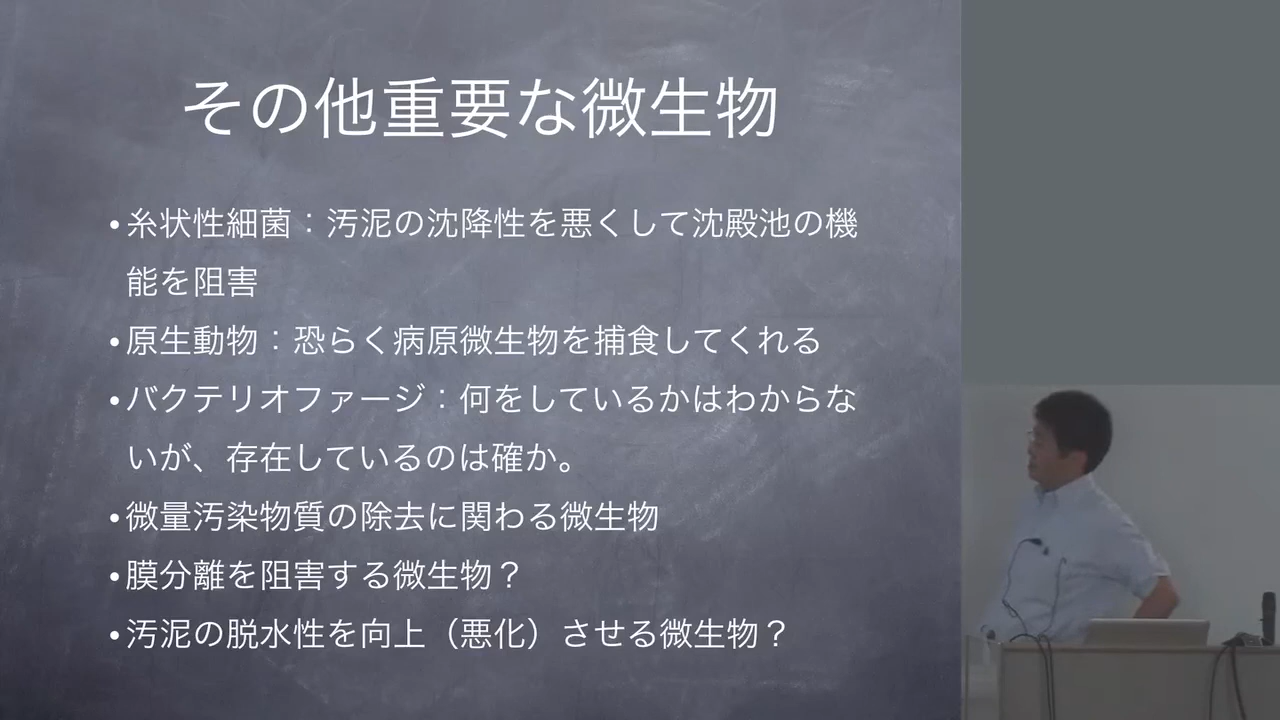 その他重要な微生物
•糸状性細菌：汚泥の沈降性を悪くして沈殿池の機
能を阻害
•原生動物：恐らく病原微生物を捕食してくれる
•バクテリオファージ：何をしているかはわからな
いが、存在しているのは確か。
•微量汚染物質の除去に関わる微生物
•膜分離を阻害する微生物？
•汚泥の脱水性を向上（悪化）させる微生物？